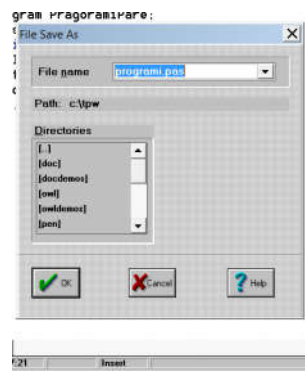 gram PragoramiPare;
File Save As
File name
programi.pas
Path: c:\tpw
Directories
[..]
[doc]
[docdemos]
[owl]
[owldemos]
[pen]
OK
Cancel
Help
:21
Insert